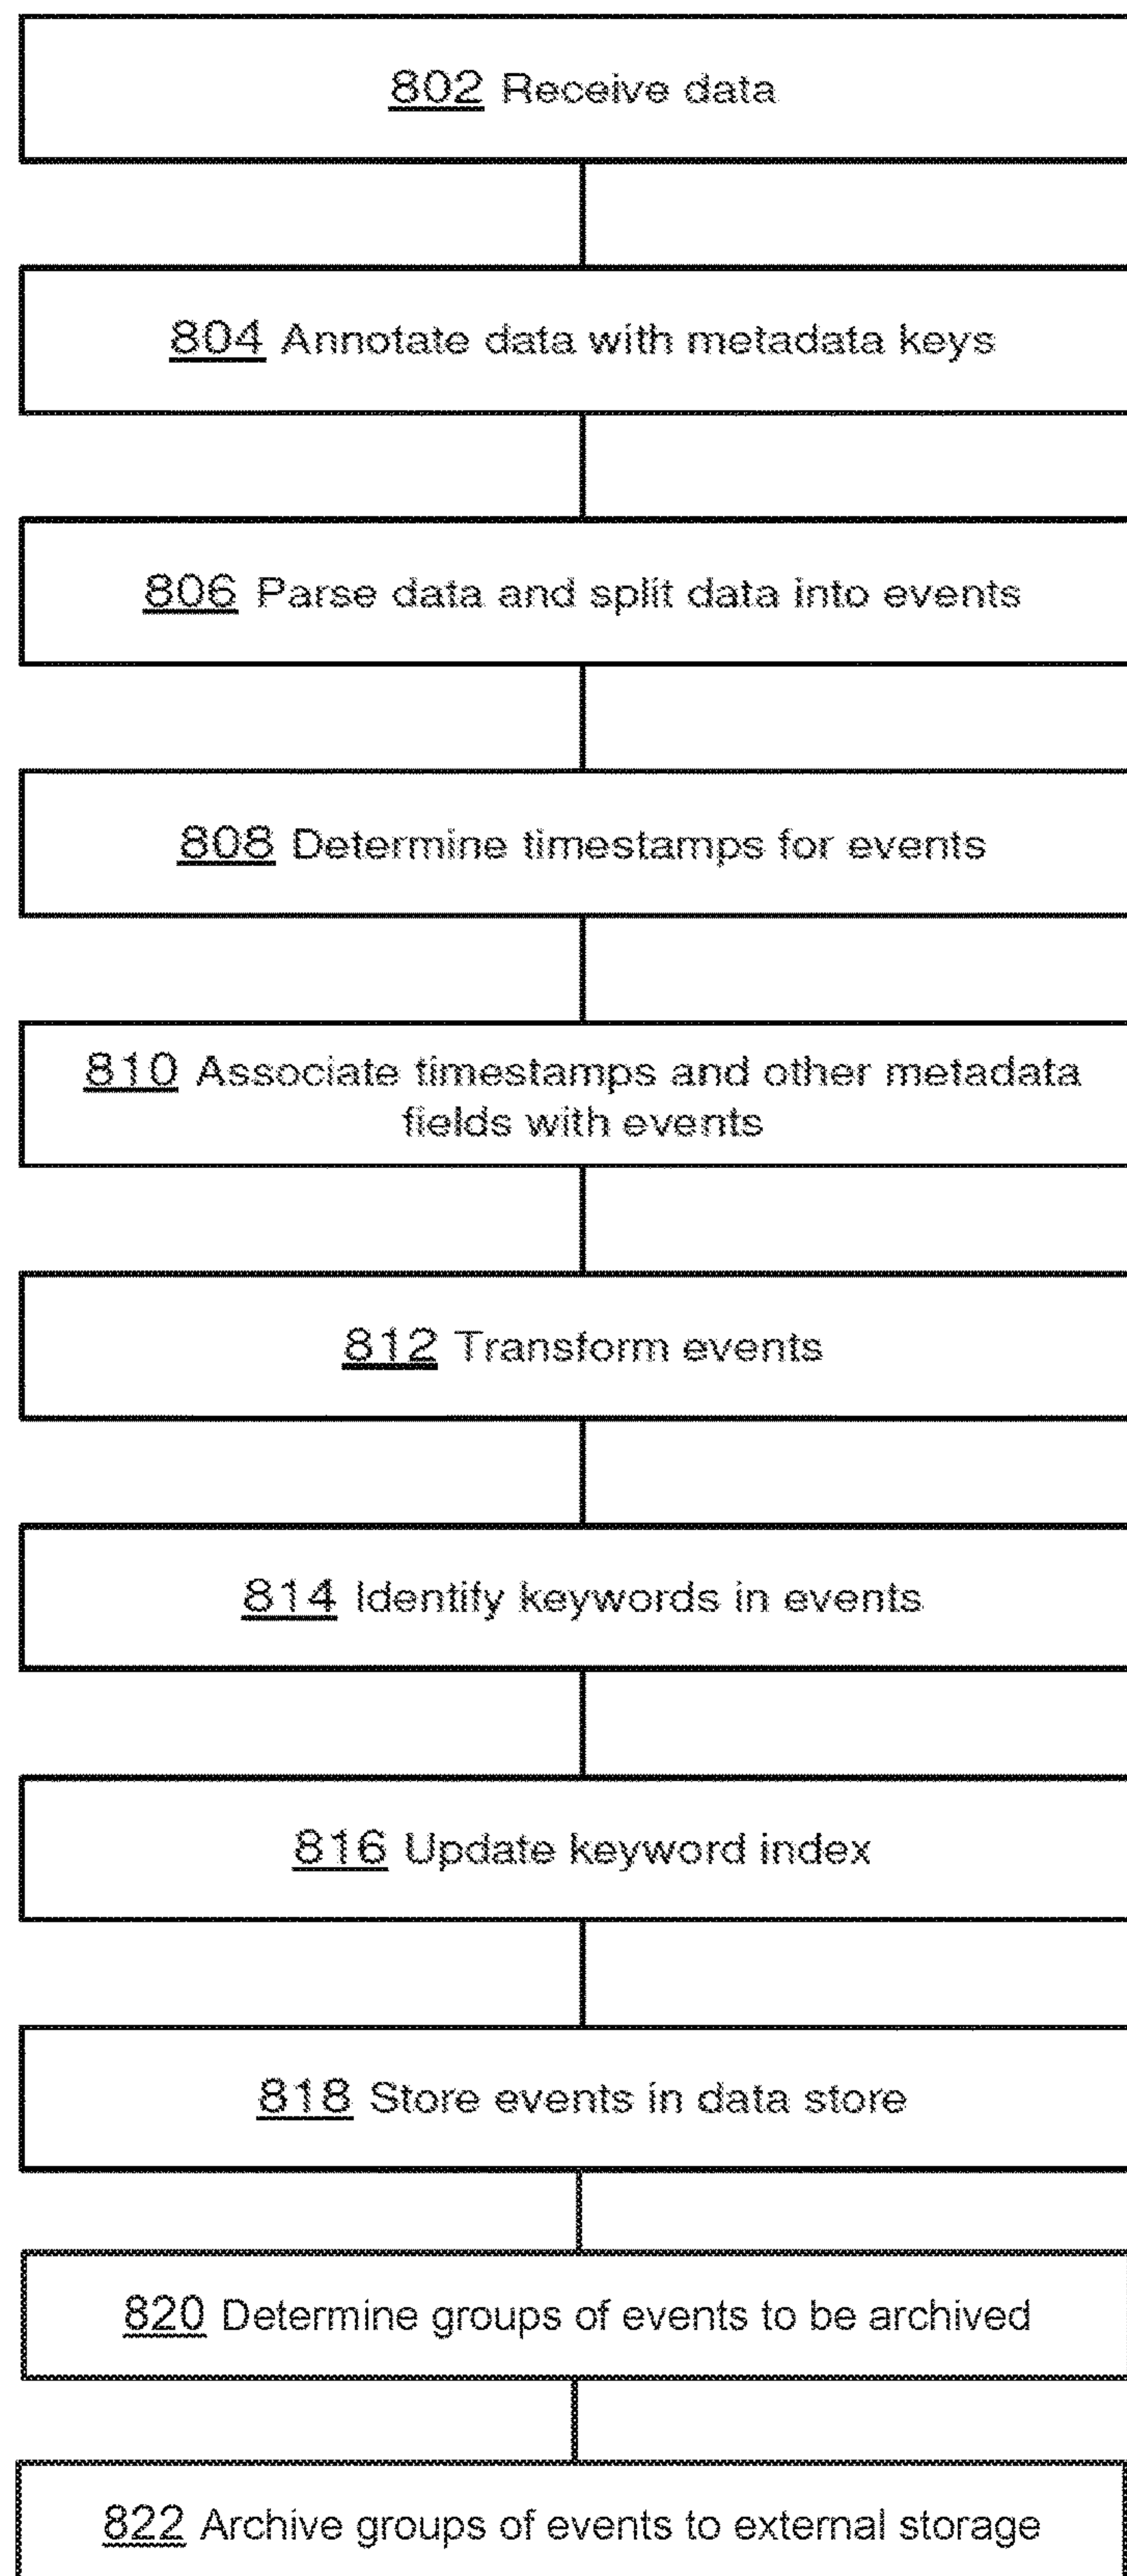 802 Receive data
804 Annotate data with metadata keys
806 Parse data and split data into events
808 Determine timestamps for events
810 Associate timestamps and other metadata
fields with events
812 Transform events
814 Identify keywords in events
816 Update keyword index
818 Store events in data store
820 Determine groups of events to be archived
822 Archive groups of events to external storage